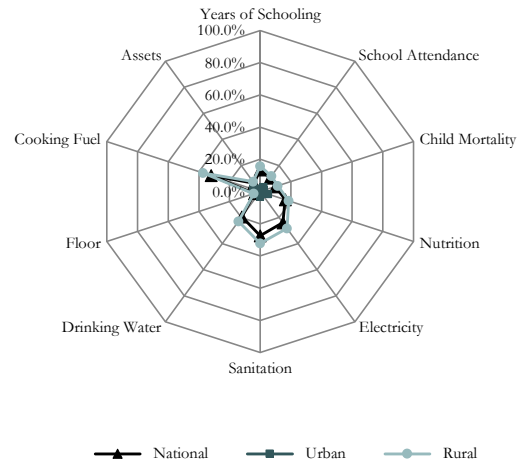 Years of Schooling
100.0%
80.0%
60.0%
40.0%
20.0%
0.0%
Assets
School Attendance
Cooking Fuel
Child Mortality
Floor
Nutrition
Drinking Water
Electricity
Sanitation
National Urban Rural